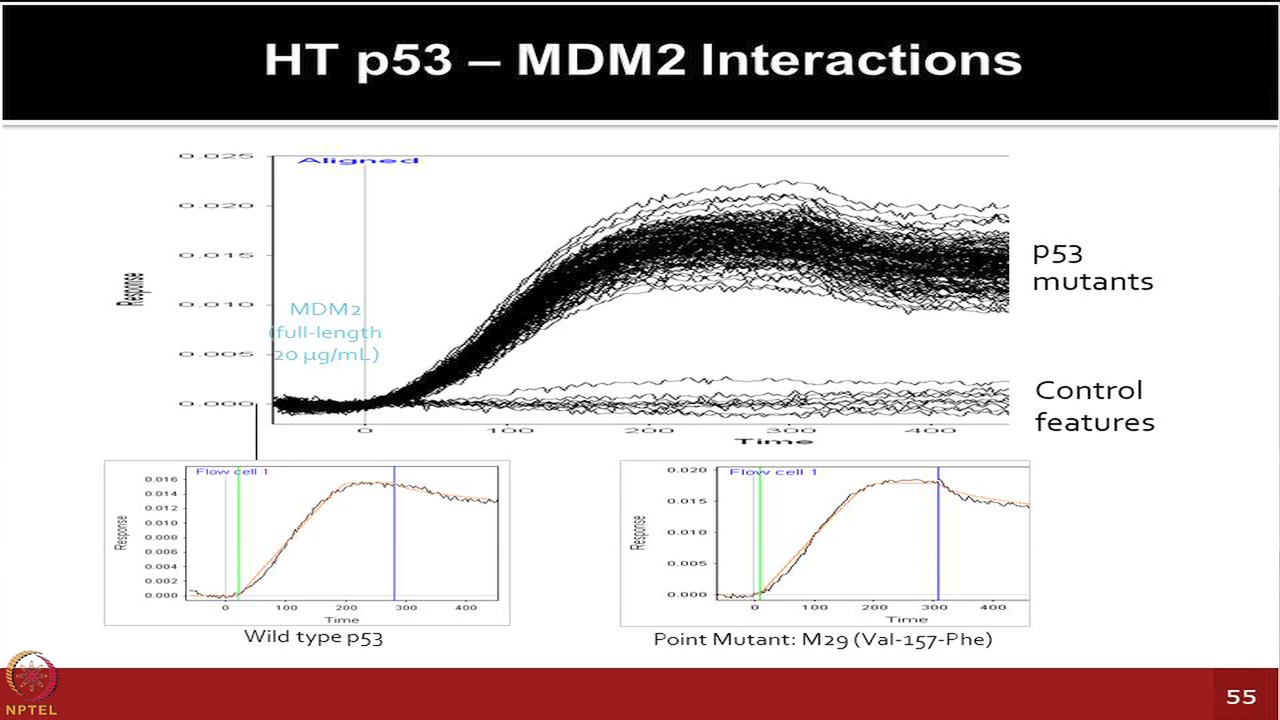 HT p53 – MDM2 Interactions
0.025
Aligned
0.020
0.015
0.010
0.005
0.000
Response
MDM2
(full-length
20 µg/mL)
0
100
200
300
400
Time
p53
mutants
Control
features
Flow cell 1
0.016
0.014
0.012
0.010
0.008
0.006
0.004
0.002
0.000
Response
0
100
200
300
400
Time
Wild type p53
Flow cell 1
0.020
0.015
0.010
0.005
0.000
Response
0
100
200
300
400
Time
Point Mutant: M29 (Val-157-Phe)
NPTEL
55